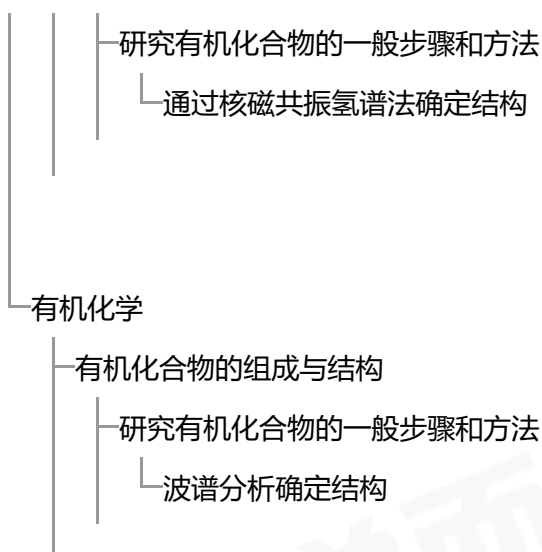 研究有机化合物的一般步骤和方法
通过核磁共振氢谱法确定结构
有机化学
有机化合物的组成与结构
研究有机化合物的一般步骤和方法
波谱分析确定结构